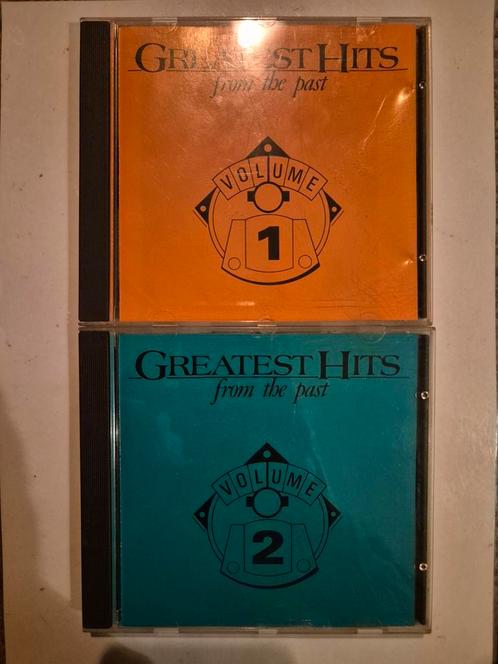 GREATEST HITS
from the past
VOLUME
1
GREATEST HITS
from the past
VOLUME
2